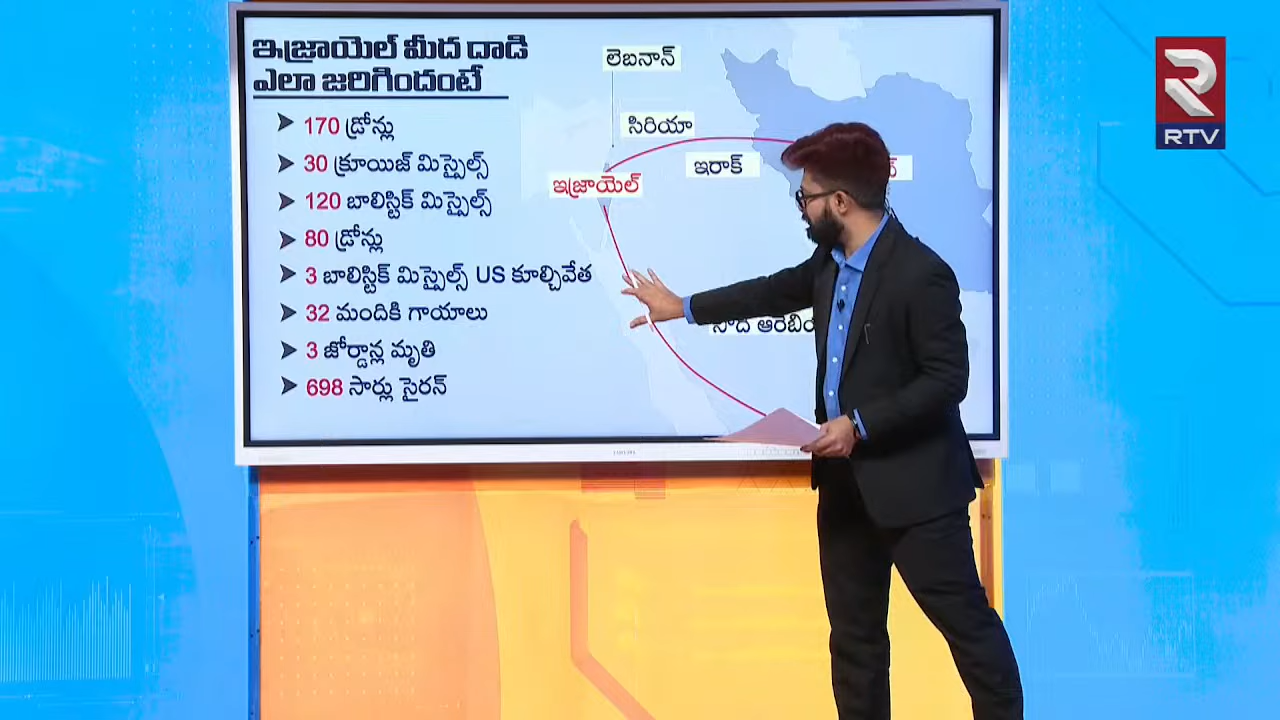 ఇజ్రాయెల్ మీద దాడి
ఎలా జరిగిందంటే
170 డ్రోన్లు
30 క్రూయిజ్ మిస్సైల్స్
120 బాలిస్టిక్ మిస్సైల్స్
80 డ్రోన్లు
3 బాలిస్టిక్ మిస్సైల్స్ US కూల్చివేత
32 మందికి గాయాలు
3 జోర్డాన్ల మృతి
698 సార్లు సైరన్
లెబనాన్
సిరియా
ఇరాక్
ఇజ్రాయెల్
R
RTV